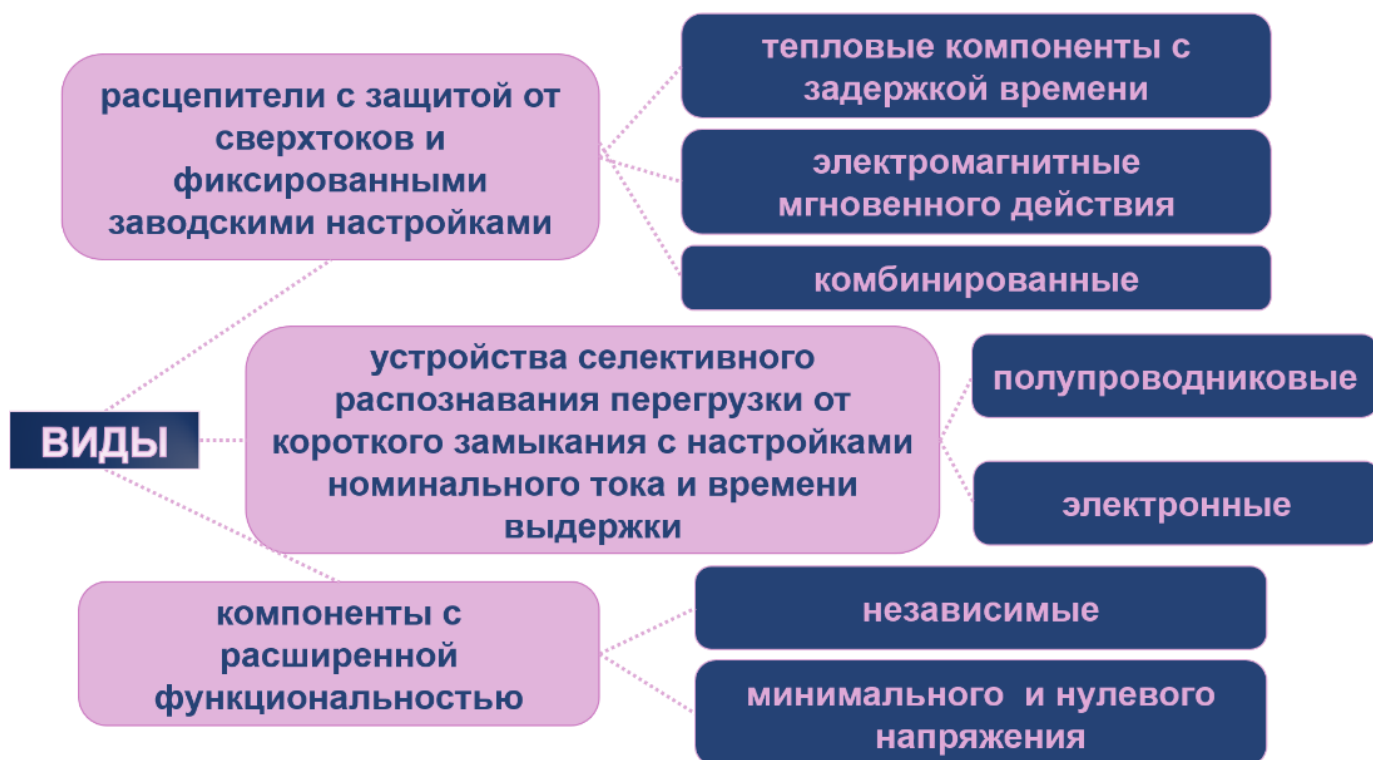 расцепители с защитой от
сверхтоков и
фиксированными
заводскими настройками
тепловые компоненты с
задержкой времени
электромагнитные
мгновенного действия
комбинированные
ВИДЫ
устройства селективного
распознавания перегрузки от
короткого замыкания с настройками
номинального тока и времени
выдержки
полупроводниковые
электронные
компоненты с
расширенной
функциональностью
независимые
минимального и нулевого
напряжения